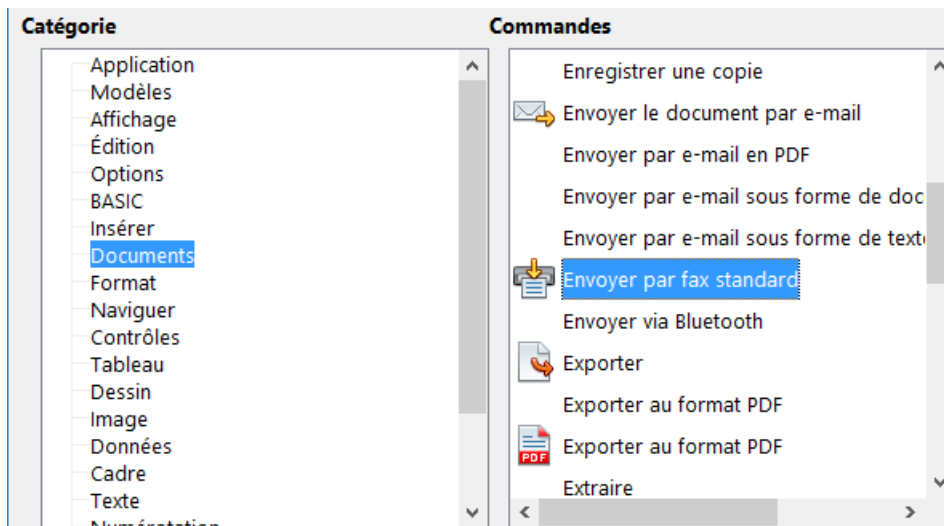 Catégorie
Application
Modèles
Affichage
Édition
Options
BASIC
Insérer
Documents
Format
Naviguer
Contrôles
Tableau
Dessin
Image
Données
Cadre
Texte
Commandes
Enregistrer une copie
Envoyer le document par e-mail
Envoyer par e-mail en PDF
Envoyer par e-mail sous forme de doc
Envoyer par e-mail sous forme de texte
Envoyer par fax standard
Envoyer via Bluetooth
Exporter
Exporter au format PDF
PDF Exporter au format PDF
Extraire